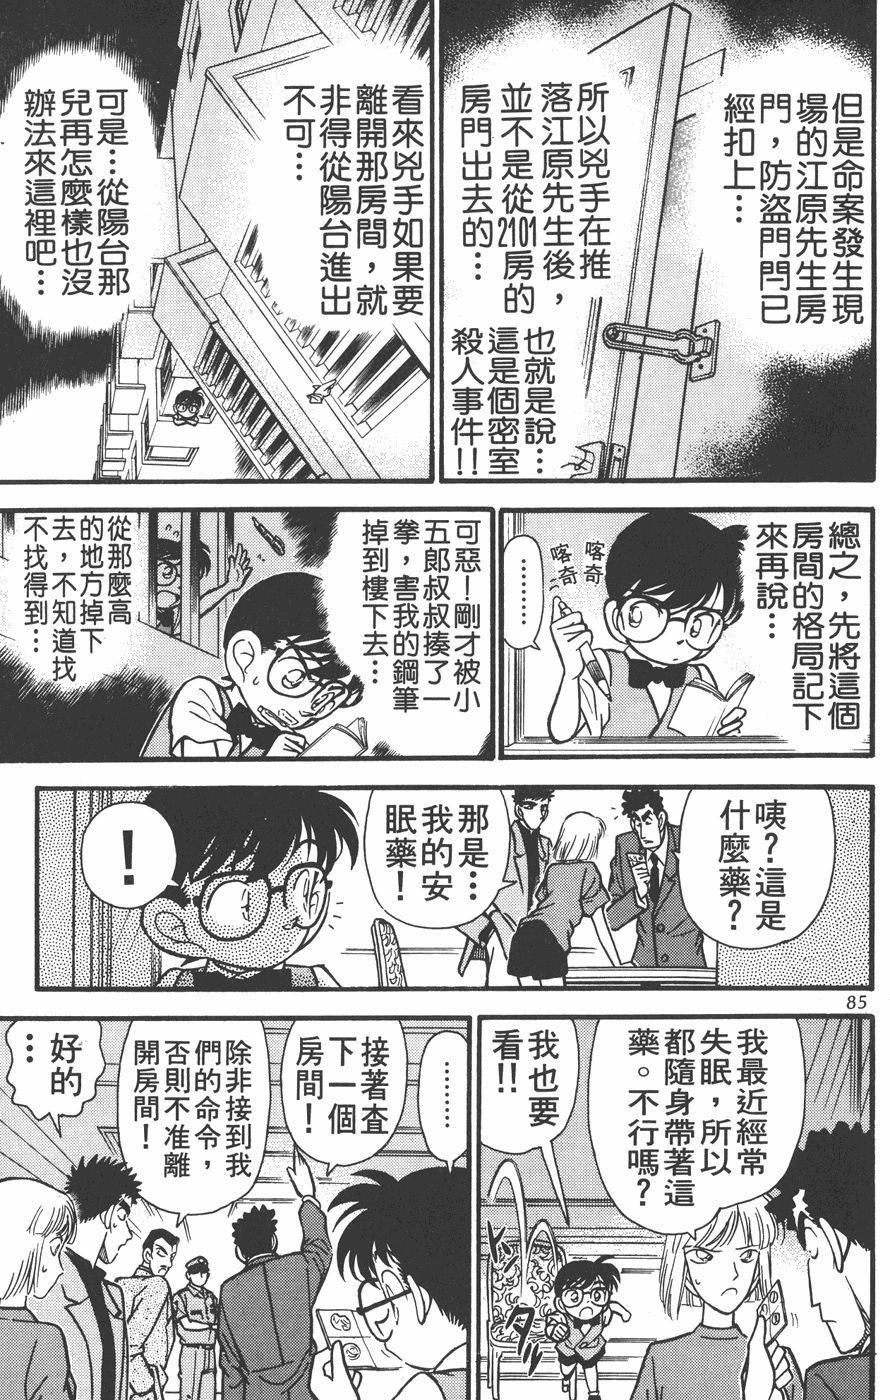 但是命案發生現
場的江原先生房
門，防盜門閂已
經扣上…
所以兇手在推
落江原先生後，
並不是從2101房的
房門出去的…
也就是說…
這是個密室
殺人事件!!
看來兇手如果要
離開那房間，就
非得從陽台進出
不可…
可是…從陽台那
兒再怎麼樣也沒
辦法來這裡吧…
總之，先將這個
房間的格局記下
來再說…
喀奇
喀奇
………
可惡！剛才被小
五郎叔叔揍了一
拳，害我的鋼筆
掉到樓下去…
從那麼高
的地方掉下
去，不知道找
不找得到…
咦？這是
什麼藥？
那是…
我的安
眠藥！
！
85
我最近經常
失眠，所以
都隨身帶著這
藥。不行嗎？
我也要
看!!
ドタドタ
………
接著查
下一個
房間！
除非接到我
們的命令，
否則不准離
開房間！
好的
…